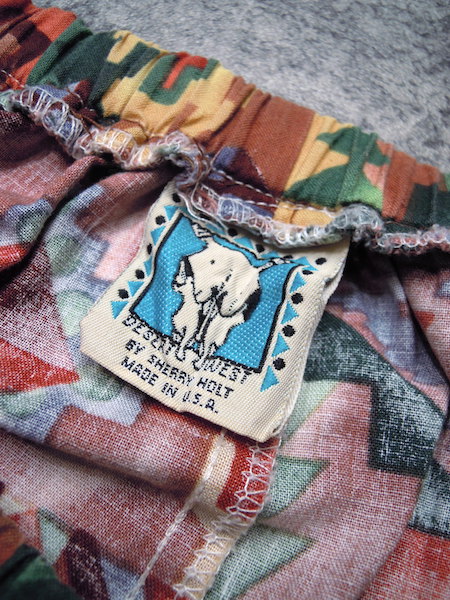 DESERT WEST
BY SHERRY HOLT
MADE IN U.S.A.